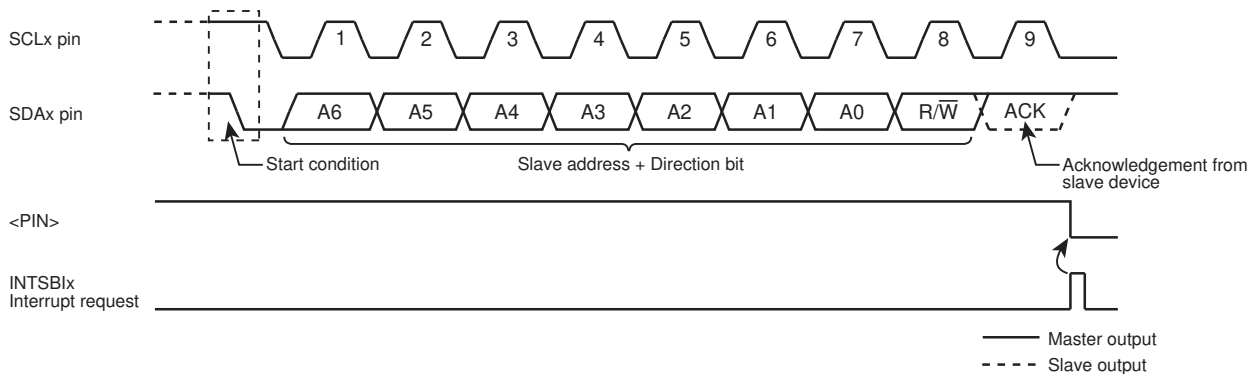 SCLx pin
1 2 3 4 5 6 7 8 9
SDAx pin
A6 A5 A4 A3 A2 A1 A0 R/W̅ ACK
Start condition
Slave address + Direction bit
Acknowledgement from
slave device
<PIN>
INTSBIx
Interrupt request
Master output
Slave output